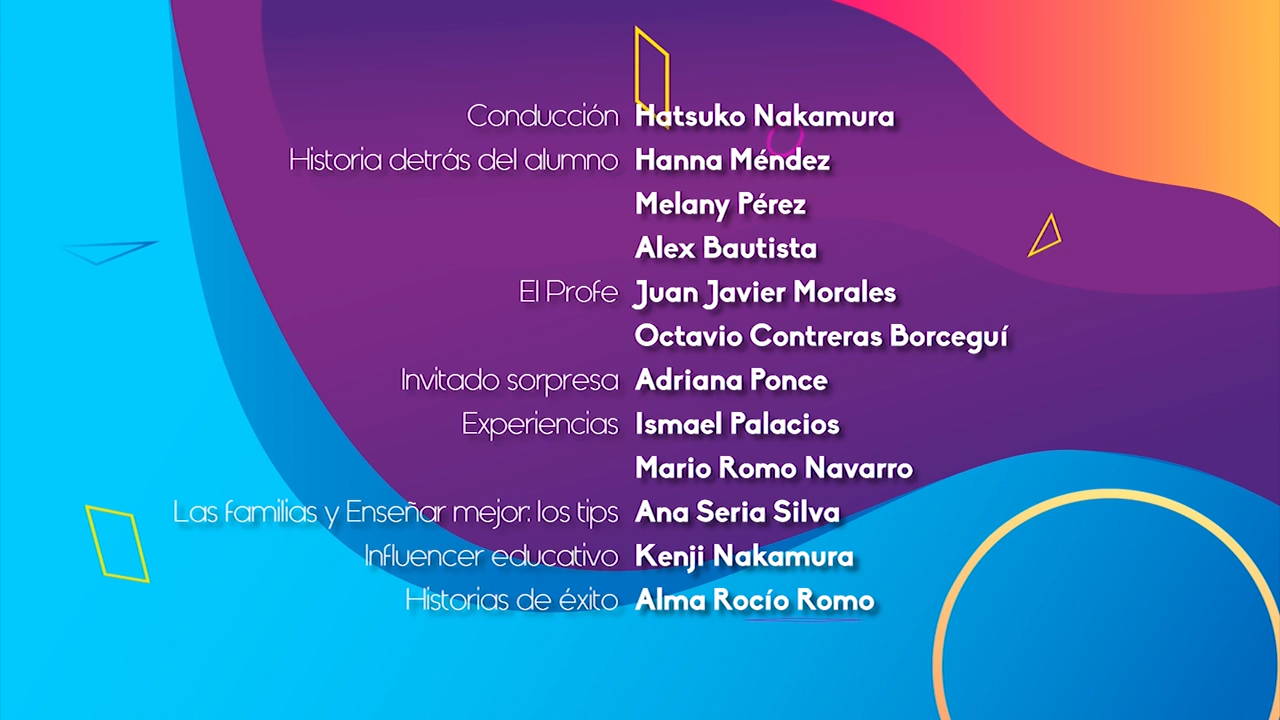 Conducción Hatsuko Nakamura
Historia detrás del alumno Hanna Méndez
Melany Pérez
Alex Bautista
El Profe Juan Javier Morales
Octavio Contreras Borceguí
Invitado sorpresa Adriana Ponce
Experiencias Ismael Palacios
Mario Romo Navarro
Las familias y Enseñar mejor: los tips Ana Seria Silva
Influencer educativo Kenji Nakamura
Historias de éxito Alma Rocío Romo